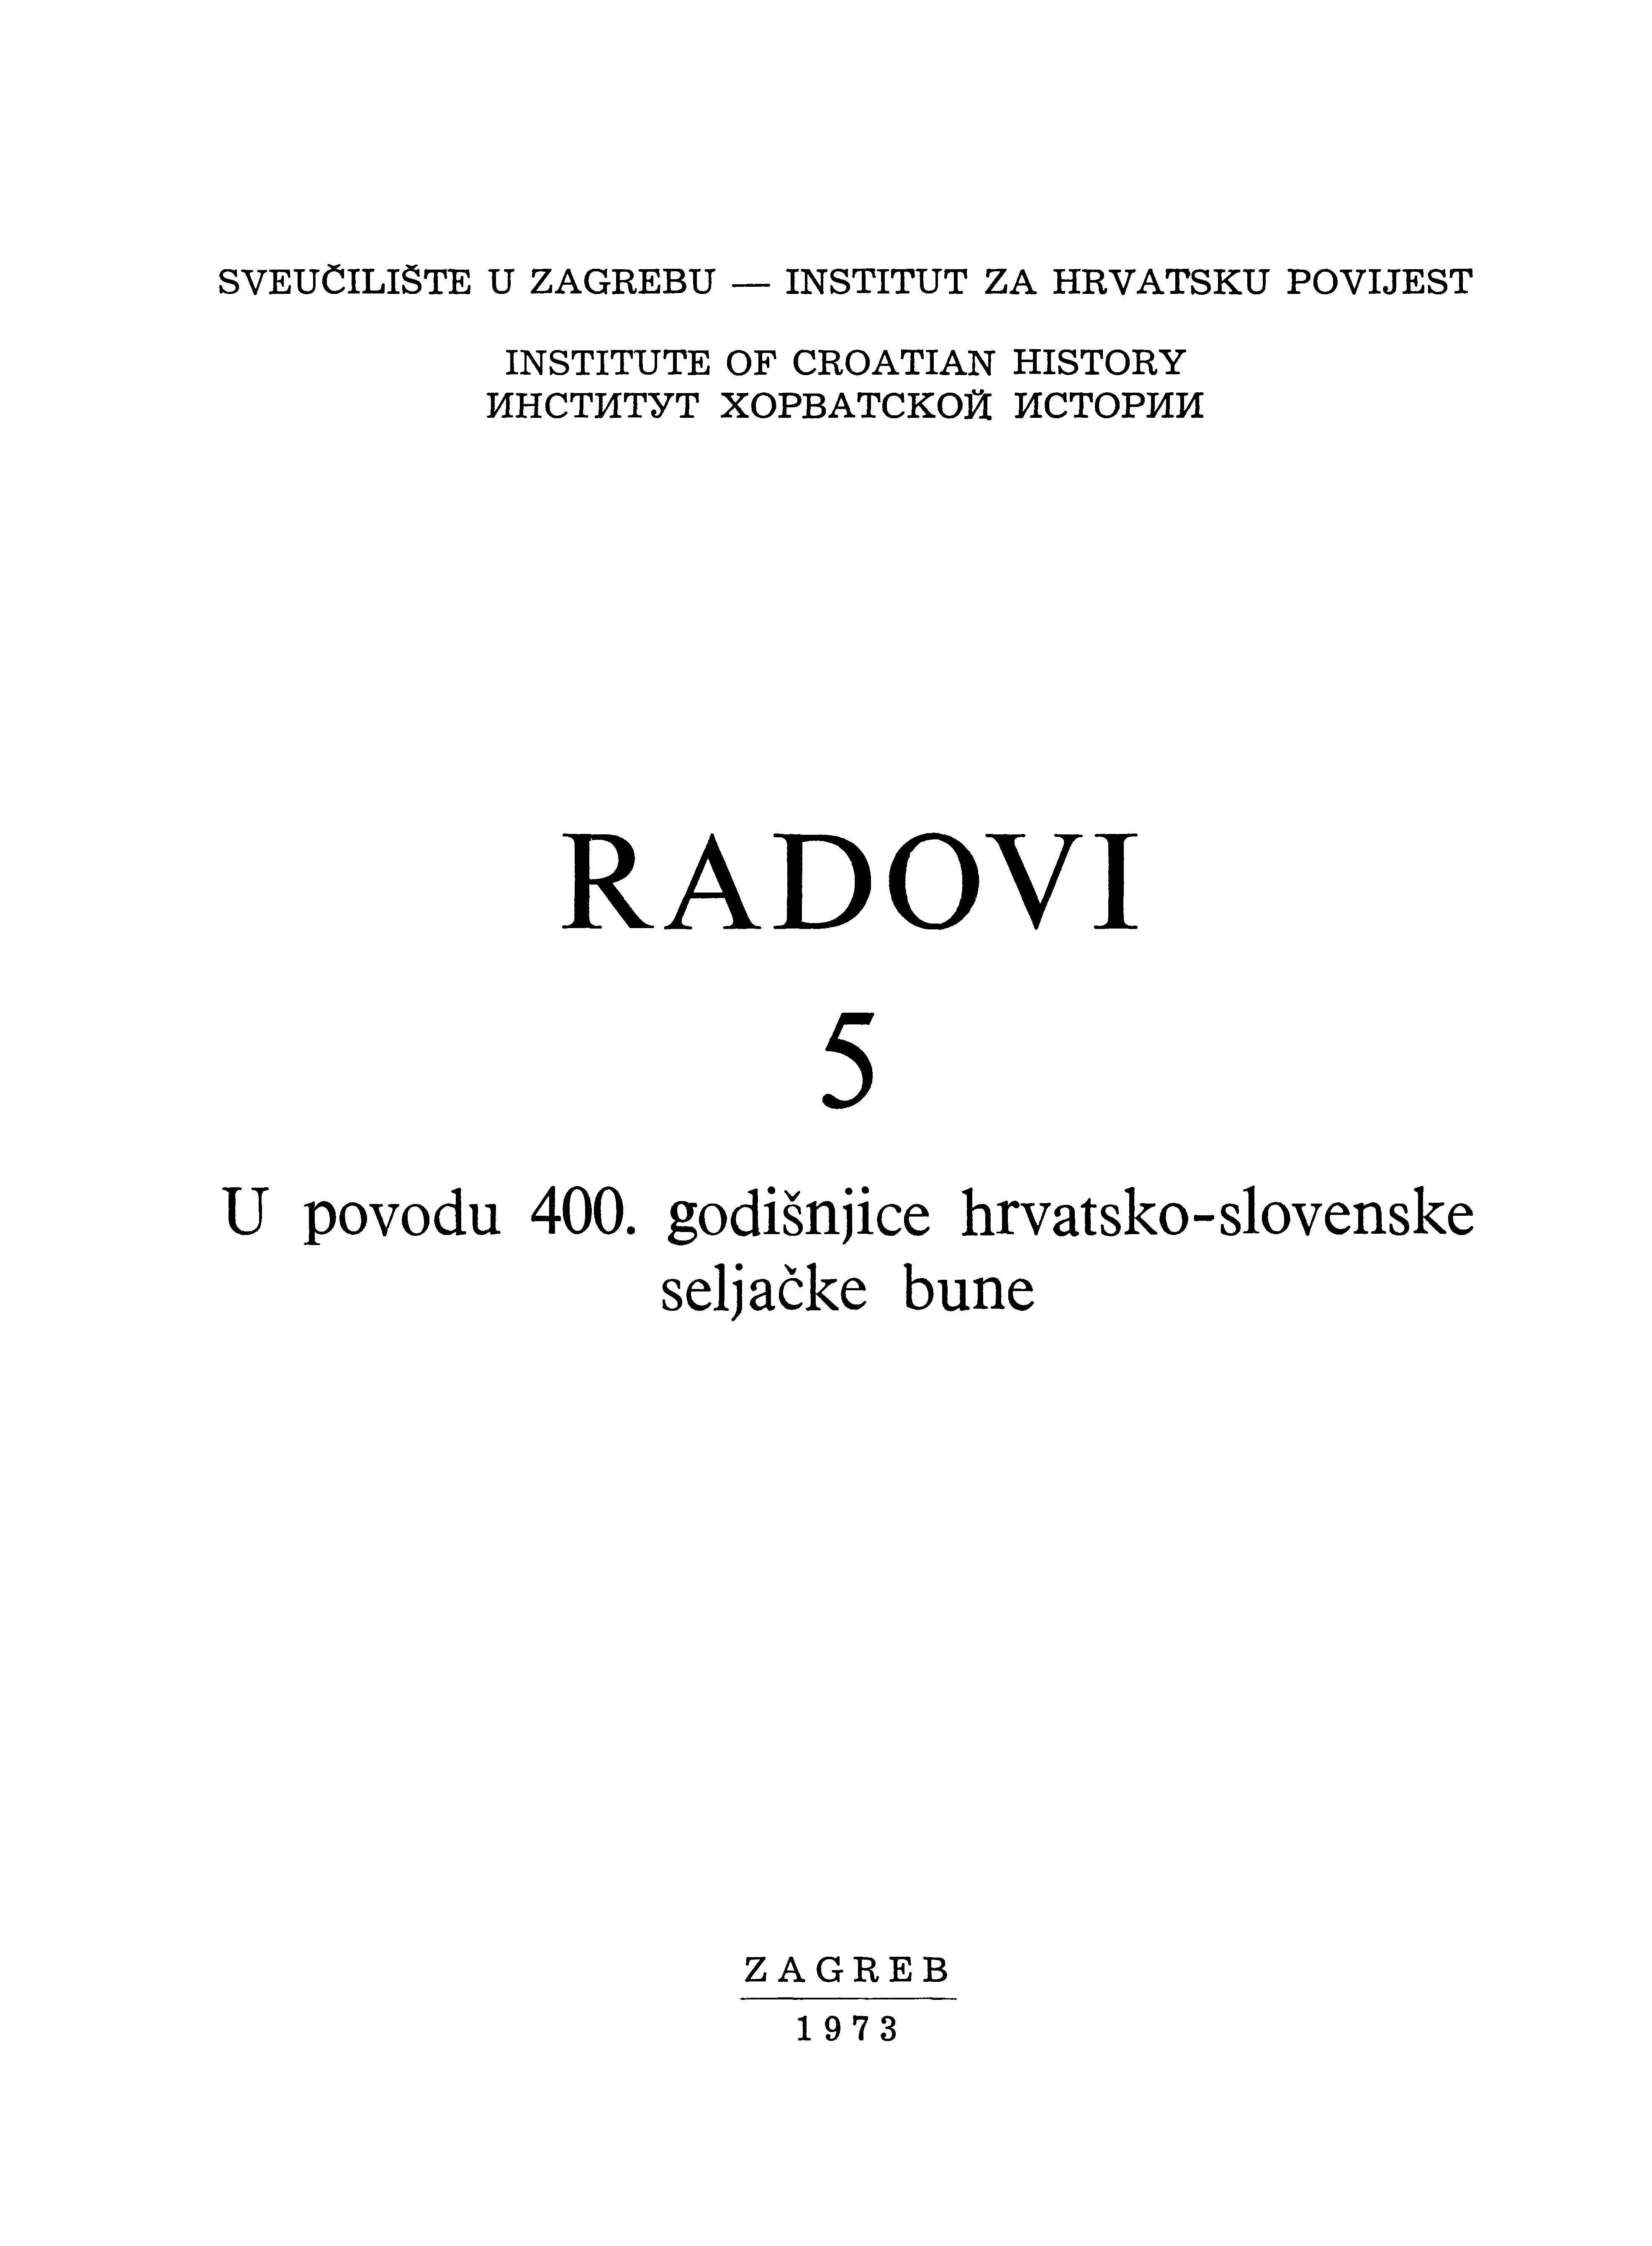 SVEUČILIŠTE U ZAGREBU — INSTITUT ZA HRVATSKU POVIJEST
INSTITUTE OF CROATIAN HISTORY
ИНСТИТУТ ХОРВАТСКОЙ ИСТОРИИ
RADOVI
5
U povodu 400. godišnjice hrvatsko-slovenske
seljačke bune
ZAGREB
1973